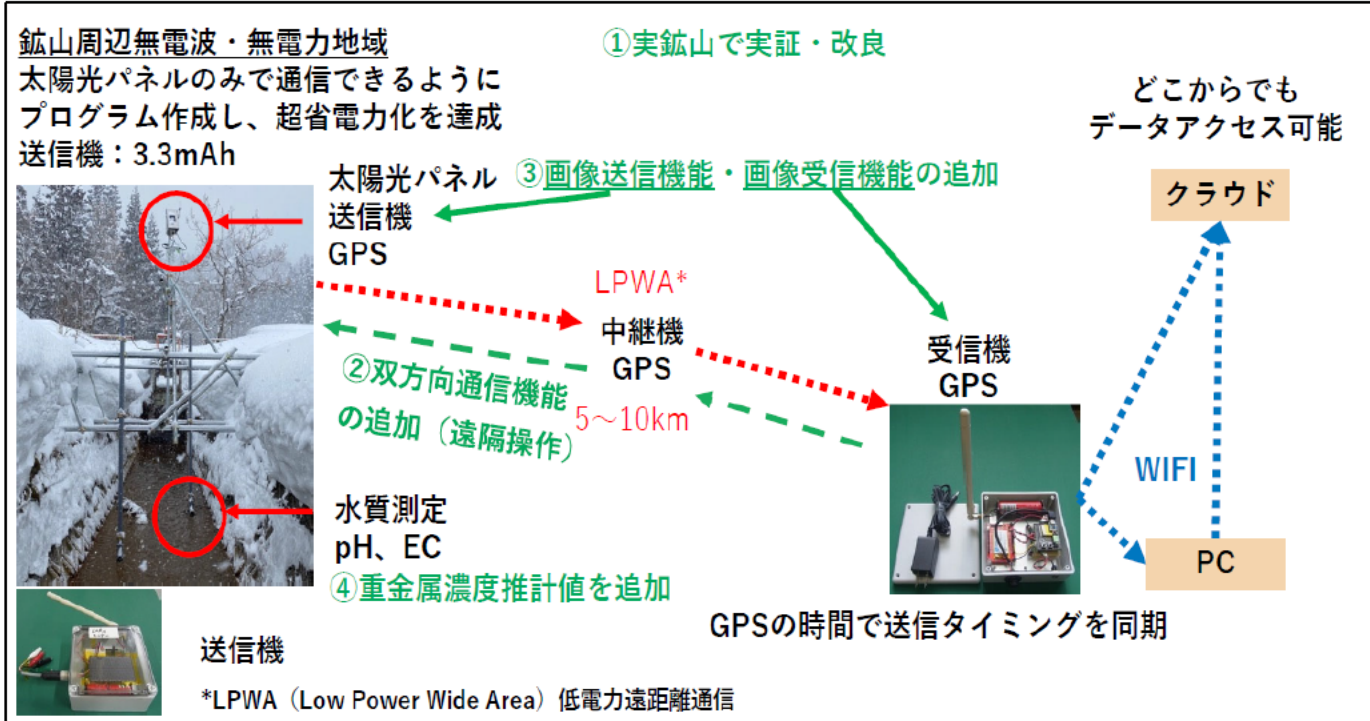 鉱山周辺無電波・無電力地域
太陽光パネルのみで通信できるように
プログラム作成し、超省電力化を達成
送信機：3.3mAh
①実鉱山で実証・改良
どこからでも
データアクセス可能
太陽光パネル
送信機
GPS
③画像送信機能・画像受信機能の追加
クラウド
LPWA*
中継機
GPS
5～10km
②双方向通信機能
の追加（遠隔操作）
受信機
GPS
WIFI
PC
水質測定
pH、EC
④重金属濃度推計値を追加
GPSの時間で送信タイミングを同期
送信機
*LPWA（Low Power Wide Area）低電力遠距離通信